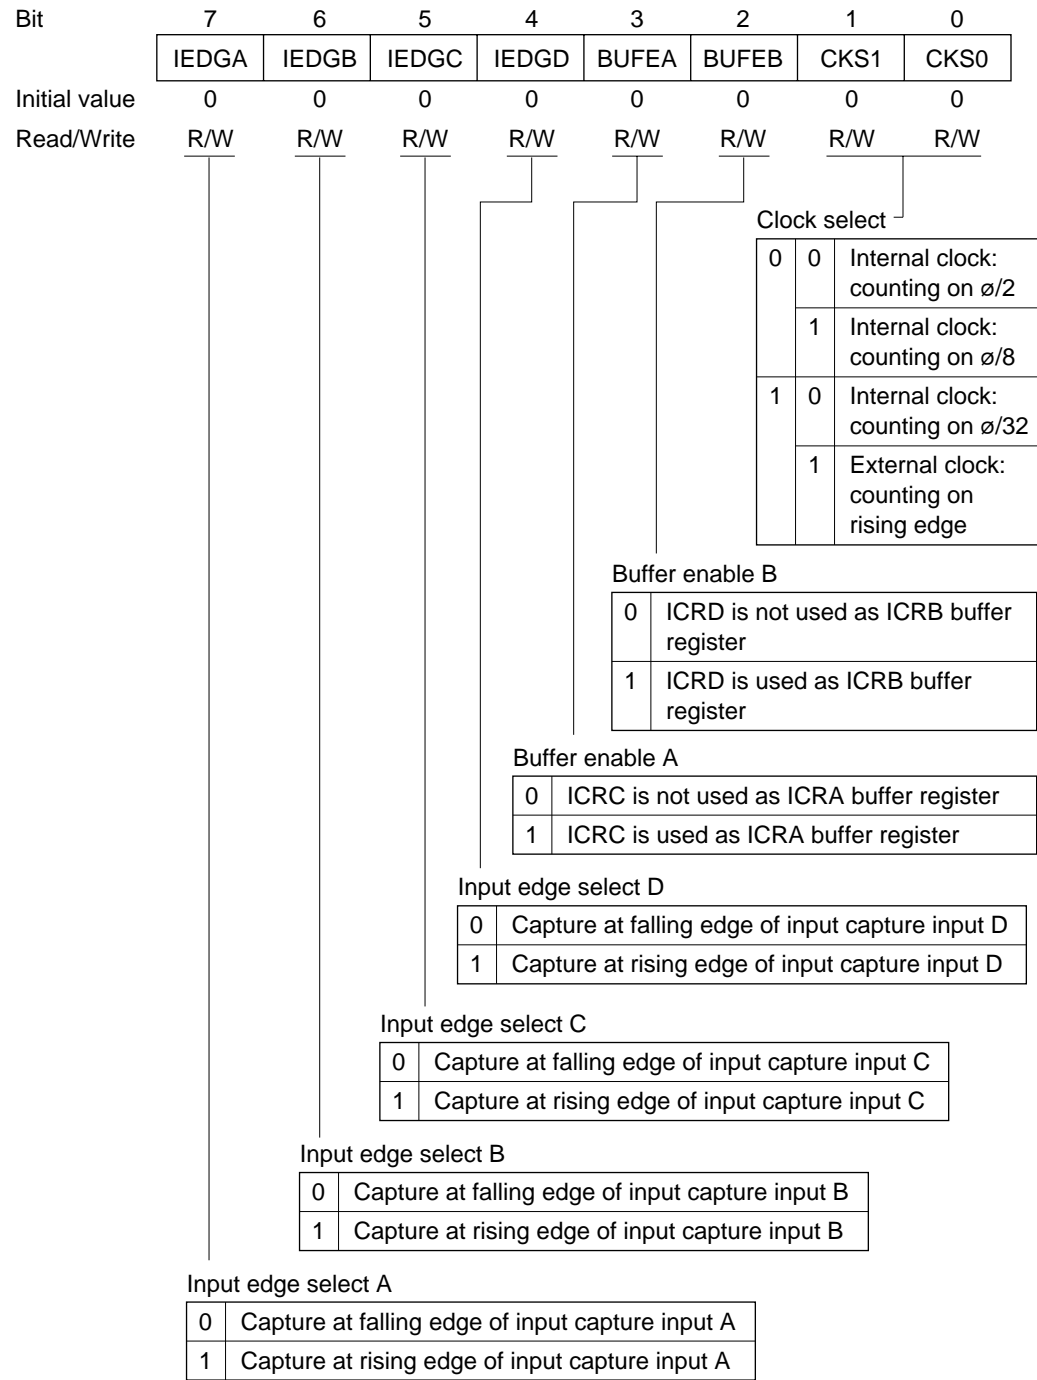 Bit 7 6 5 4 3 2 1 0
IEDGA IEDGB IEDGC IEDGD BUFEA BUFEB CKS1 CKS0
Initial value 0 0 0 0 0 0 0 0
Read/Write R/W R/W R/W R/W R/W R/W R/W R/W
Clock select
0 0 Internal clock:
counting on ø/2
1 Internal clock:
counting on ø/8
1 0 Internal clock:
counting on ø/32
1 External clock:
counting on
rising edge
Buffer enable B
0 ICRD is not used as ICRB buffer
register
1 ICRD is used as ICRB buffer
register
Buffer enable A
0 ICRC is not used as ICRA buffer register
1 ICRC is used as ICRA buffer register
Input edge select D
0 Capture at falling edge of input capture input D
1 Capture at rising edge of input capture input D
Input edge select C
0 Capture at falling edge of input capture input C
1 Capture at rising edge of input capture input C
Input edge select B
0 Capture at falling edge of input capture input B
1 Capture at rising edge of input capture input B
Input edge select A
0 Capture at falling edge of input capture input A
1 Capture at rising edge of input capture input A